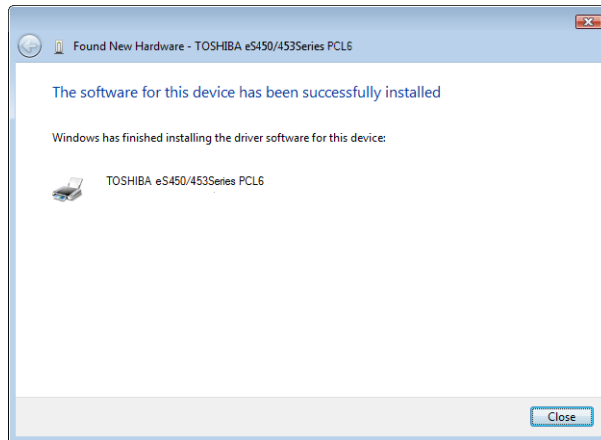 Found New Hardware - TOSHIBA eS450/453Series PCL6
The software for this device has been successfully installed
Windows has finished installing the driver software for this device:
TOSHIBA eS450/453Series PCL6
Close